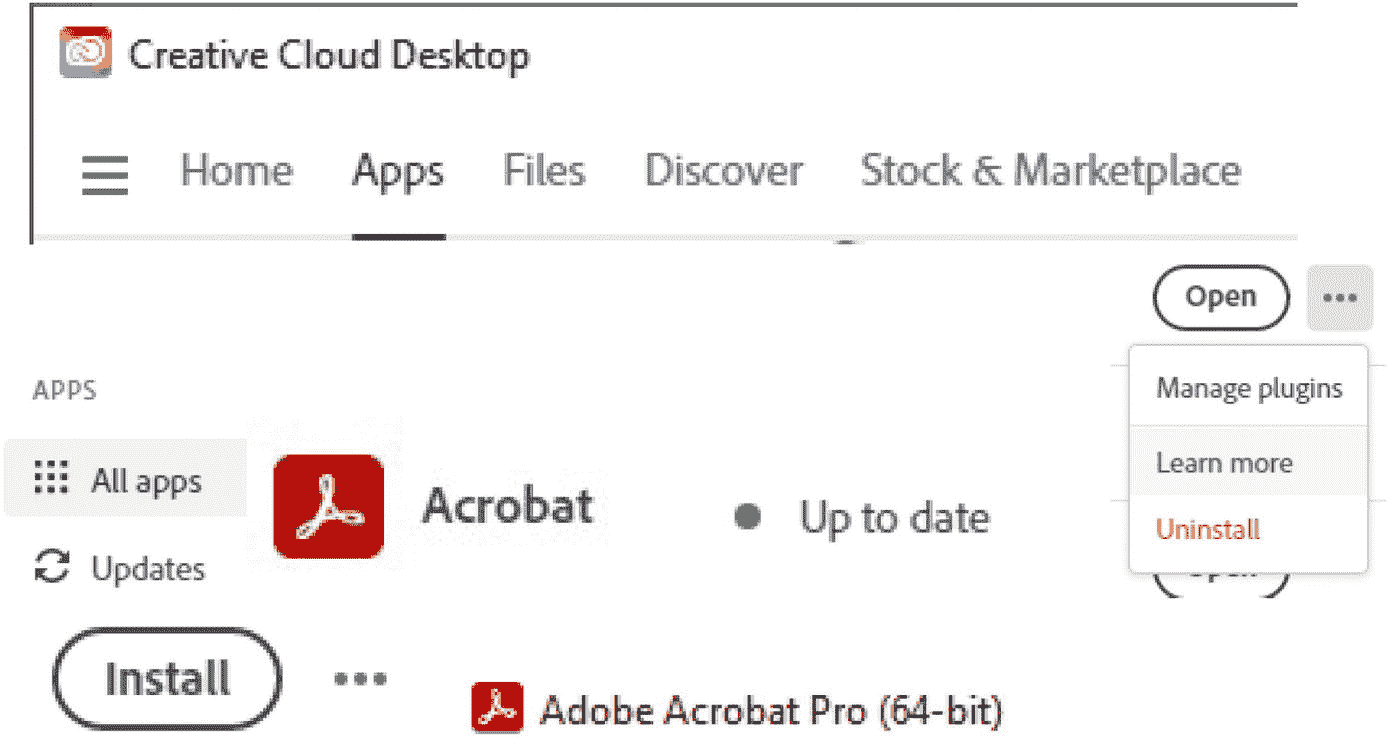 Creative Cloud Desktop
Home Apps Files Discover Stock & Marketplace
Open
APPS
Manage plugins
All apps
Learn more
Acrobat
Up to date
Uninstall
Updates
Install
Adobe Acrobat Pro (64-bit)